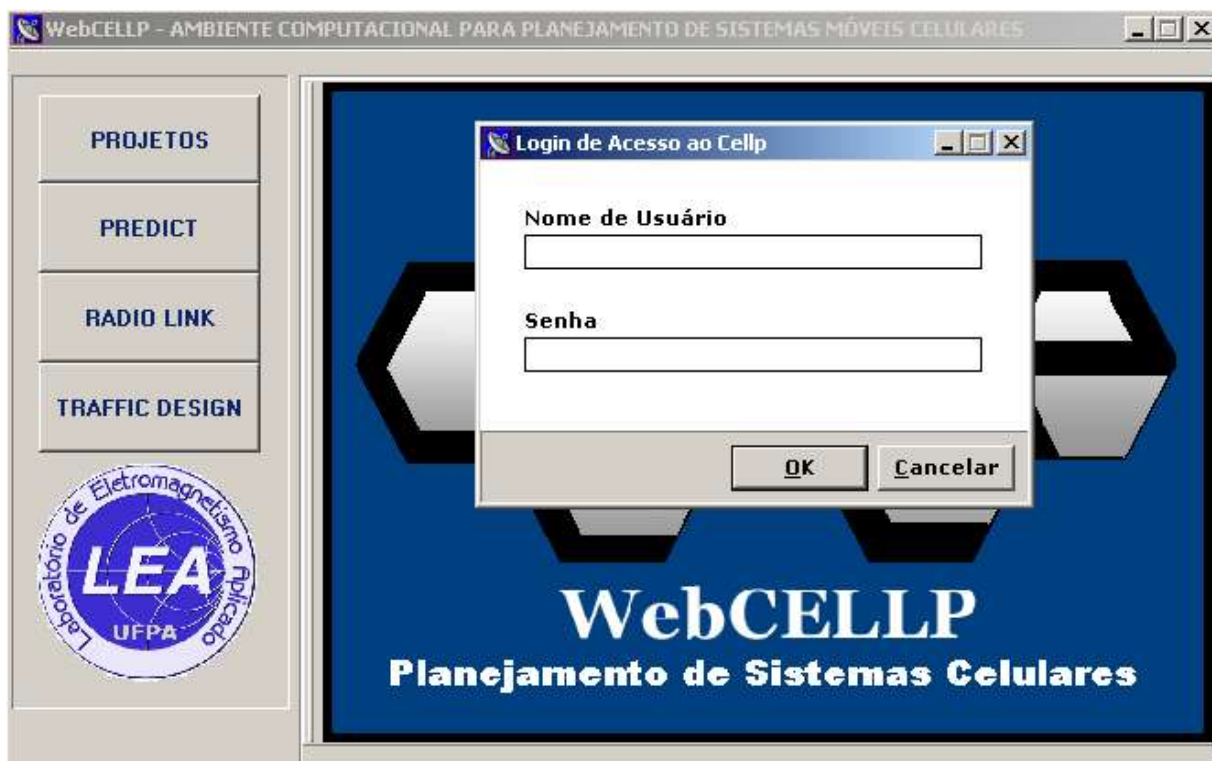 WebCELLP - AMBIENTE COMPUTACIONAL PARA PLANEJAMENTO DE SISTEMAS MÓVEIS CELULARES
PROJETOS
PREDICT
RADIO LINK
TRAFFIC DESIGN
Laboratório de Eletromagnetismo Aplicado
LEA
UFPA
Login de Acesso ao Cellp
Nome de Usuário
Senha
OK
Cancelar
WebCELLP
Planejamento de Sistemas Celulares